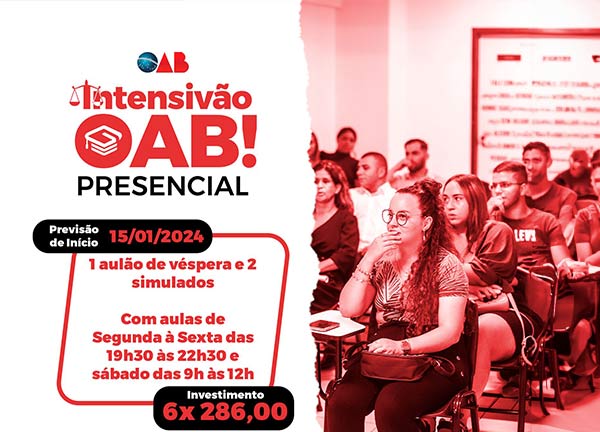 OAB
Intensivão
OAB!
PRESENCIAL
Previsão
de Início
15/01/2024
1 aulão de véspera e 2
simulados
Com aulas de
Segunda à Sexta das
19h30 às 22h30 e
sábado das 9h às 12h
Investimento
6x 286,00